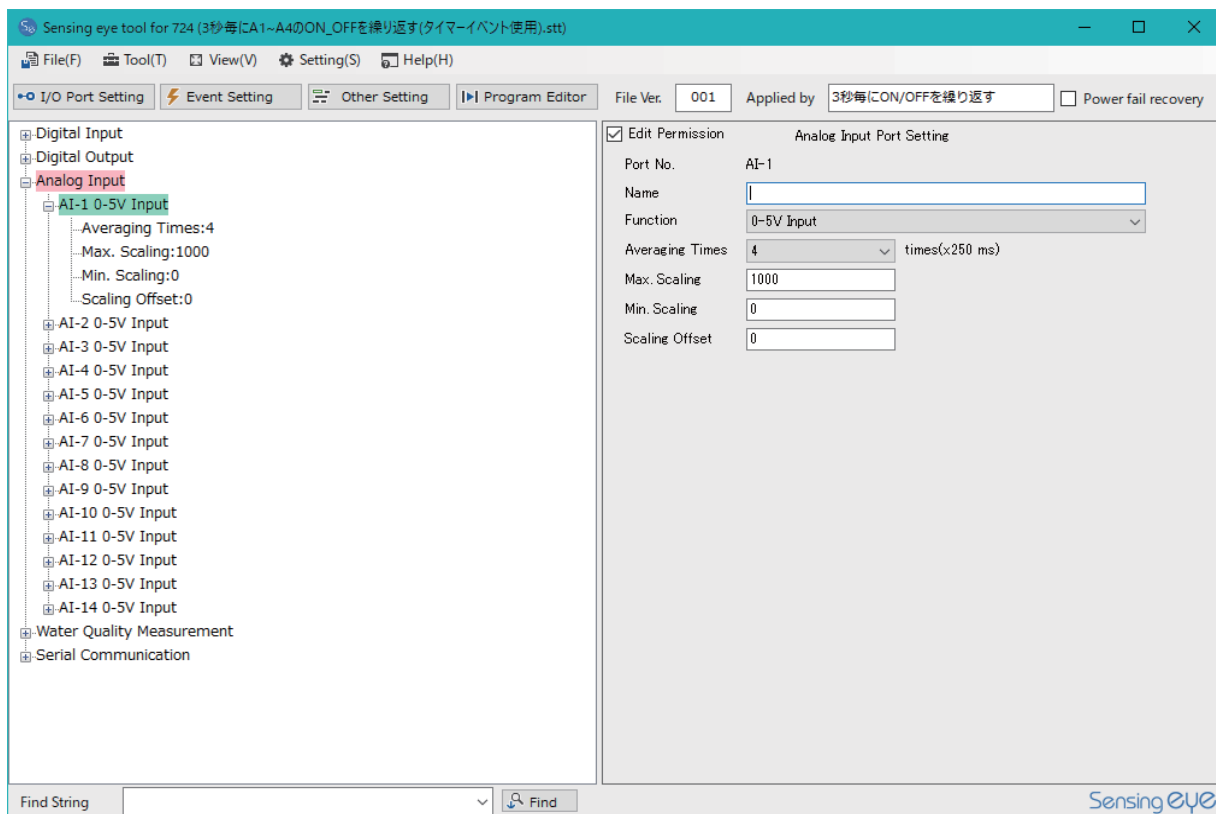 Sensing eye tool for 724 (3秒毎にA1~A4のON_OFFを繰り返す(タイマーイベント使用).stt)
File(F) Tool(T) View(V) Setting(S) Help(H)
I/O Port Setting Event Setting Other Setting Program Editor File Ver. 001 Applied by 3秒毎にON/OFFを繰り返す Power fail recovery
Digital Input
Digital Output
Analog Input
AI-1 0-5V Input
Averaging Times:4
Max. Scaling:1000
Min. Scaling:0
Scaling Offset:0
AI-2 0-5V Input
AI-3 0-5V Input
AI-4 0-5V Input
AI-5 0-5V Input
AI-6 0-5V Input
AI-7 0-5V Input
AI-8 0-5V Input
AI-9 0-5V Input
AI-10 0-5V Input
AI-11 0-5V Input
AI-12 0-5V Input
AI-13 0-5V Input
AI-14 0-5V Input
Water Quality Measurement
Serial Communication
Edit Permission Analog Input Port Setting
Port No. AI-1
Name
Function 0-5V Input
Averaging Times 4 times(x250 ms)
Max. Scaling 1000
Min. Scaling 0
Scaling Offset 0
Find String Find
Sensing eye